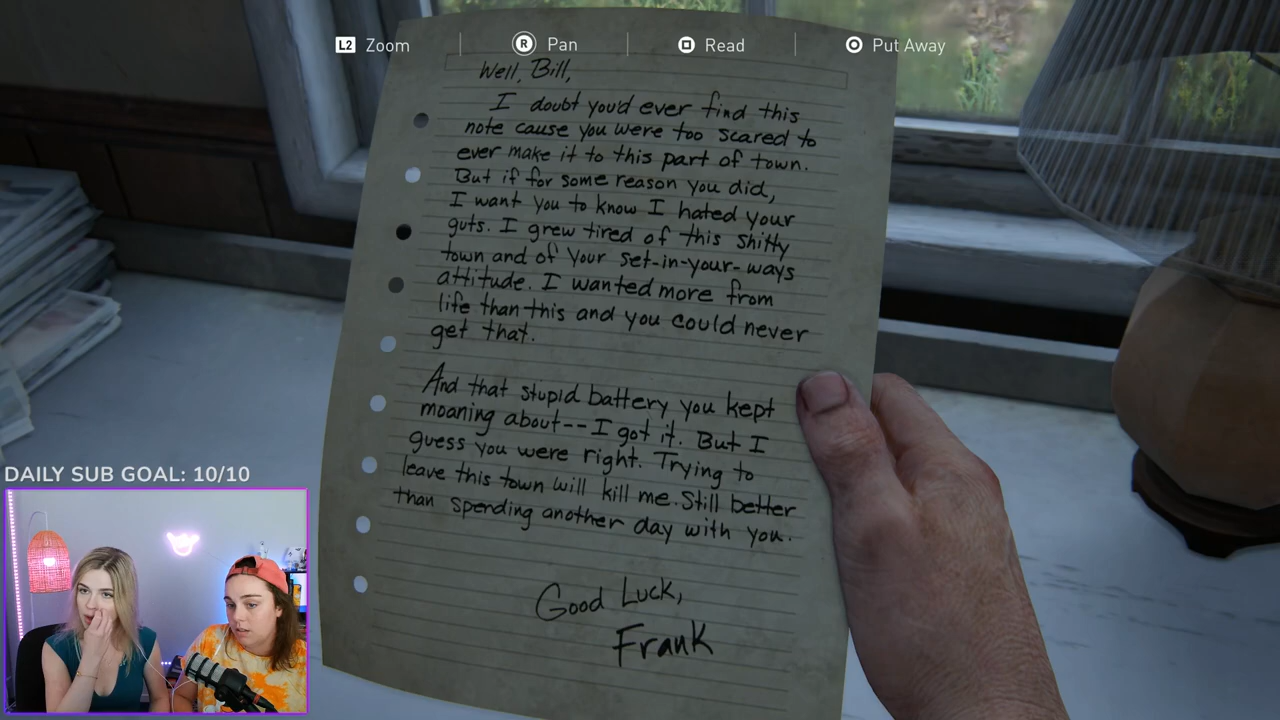 L2 Zoom R Pan Read Put Away
Well, Bill,
I doubt you'd ever find this
note cause you were too scared to
ever make it to this part of town.
But if for some reason you did,
I want you to know I hated your
guts. I grew tired of this shitty
town and of your set-in-your-ways
attitude. I wanted more from
life than this and you could never
get that.
And that stupid battery you kept
moaning about--I got it. But I
guess you were right. Trying to
leave this town will kill me. Still better
than spending another day with you.
Good Luck,
Frank
DAILY SUB GOAL: 10/10